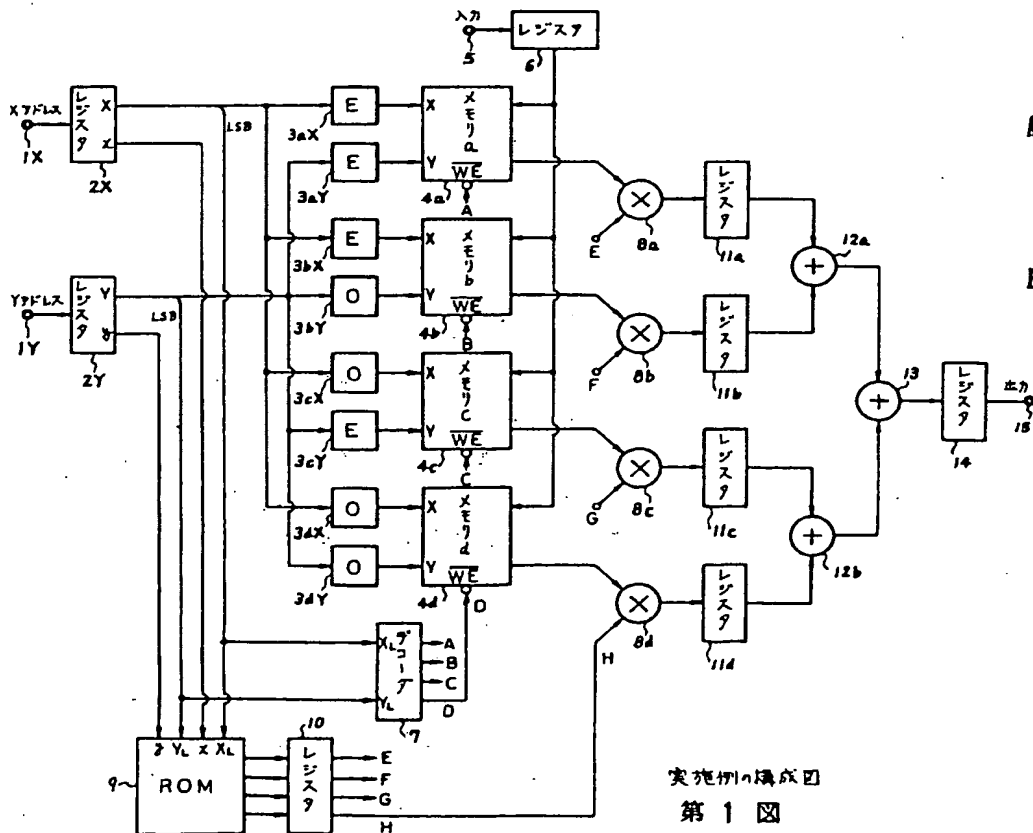 入力
5
レジスタ
6
Xアドレス
1X
レジスタ
X
x
2X
LSB
E
3aX
E
3aY
X
Y
メモリa
WE
4a
A
Yアドレス
1Y
レジスタ
Y
y
2Y
LSB
E
3bX
O
3bY
X
Y
メモリb
WE
4b
B
O
3cX
E
3cY
X
Y
メモリC
WE
4c
C
O
3dX
O
3dY
X
Y
メモリd
WE
4d
D
×
8a
E
×
8b
F
×
8c
G
×
8d
H
レジスタ
11a
レジスタ
11b
レジスタ
11c
レジスタ
11d
+
12a
+
12b
+
13
レジスタ
14
出力
15
XL
YL
デコーダ
A
B
C
D
7
y YL x XL
ROM
9
10
レジスタ
E
F
G
H
実施例の構成図
第 1 図